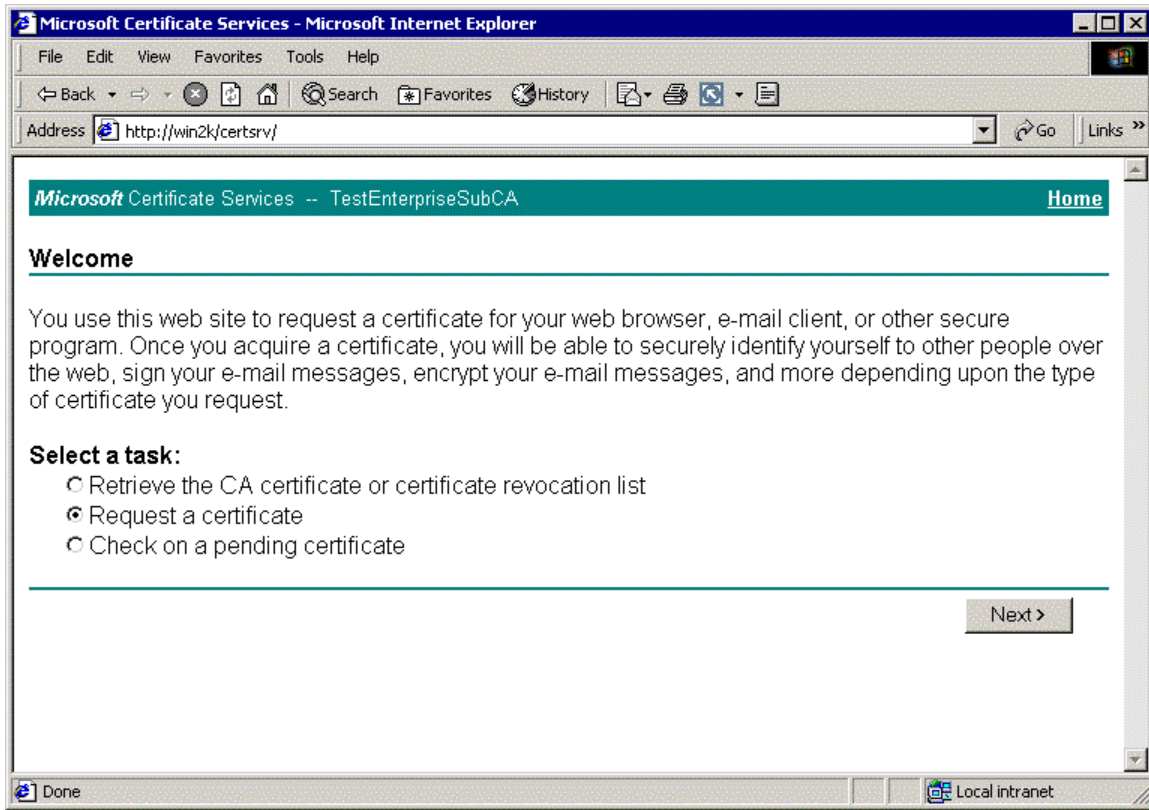 Microsoft Certificate Services - Microsoft Internet Explorer
File Edit View Favorites Tools Help
Back Search Favorites History
Address http://win2k/certsrv/ Go Links »
Microsoft Certificate Services -- TestEnterpriseSubCA Home
Welcome
You use this web site to request a certificate for your web browser, e-mail client, or other secure
program. Once you acquire a certificate, you will be able to securely identify yourself to other people over
the web, sign your e-mail messages, encrypt your e-mail messages, and more depending upon the type
of certificate you request.
Select a task:
Retrieve the CA certificate or certificate revocation list
Request a certificate
Check on a pending certificate
Next >
Done Local intranet